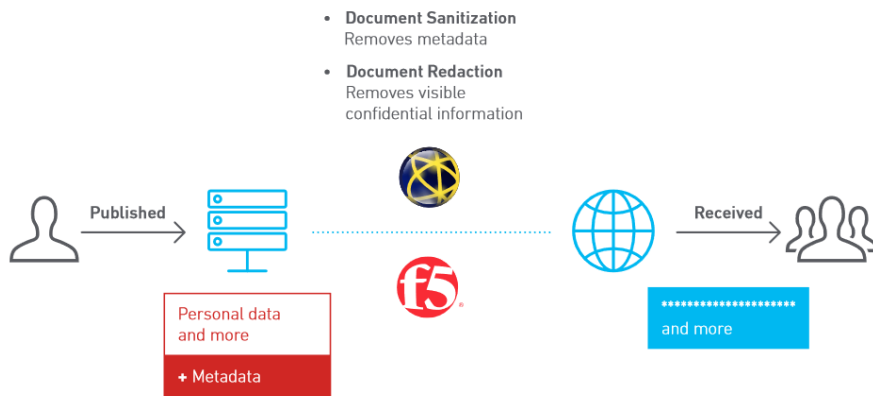 • Document Sanitization
Removes metadata
• Document Redaction
Removes visible
confidential information
Published
Received
f5®
Personal data
and more
+ Metadata
*********************
and more